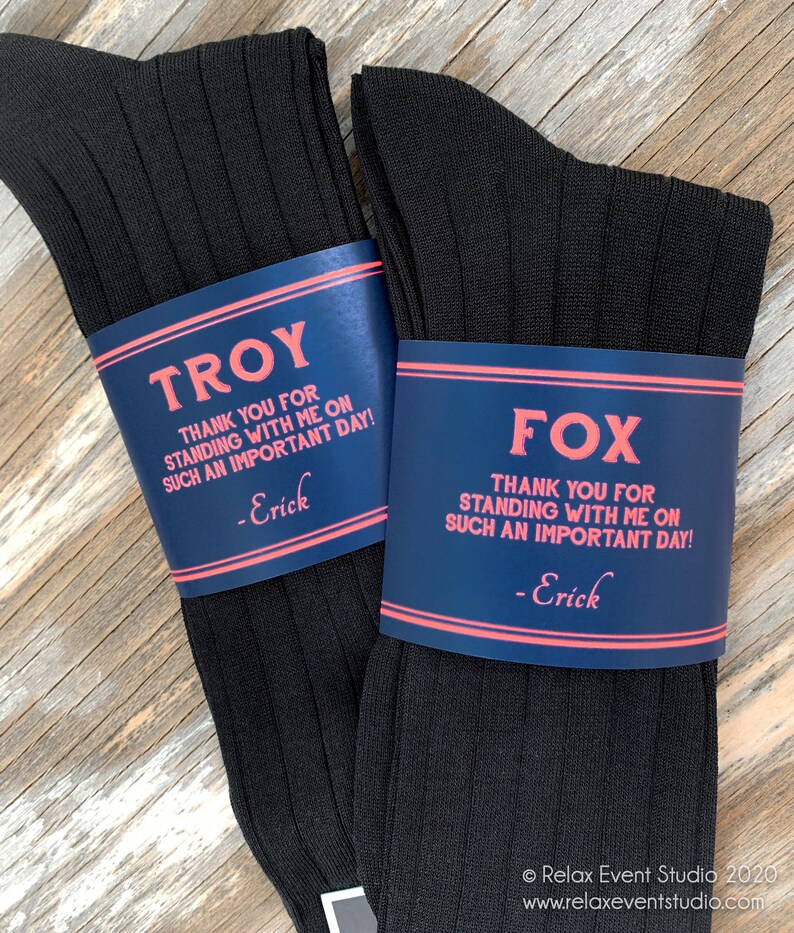 TROY
THANK YOU FOR
STANDING WITH ME ON
SUCH AN IMPORTANT DAY!
-Erick
FOX
THANK YOU FOR
STANDING WITH ME ON
SUCH AN IMPORTANT DAY!
-Erick
© Relax Event Studio 2020
www.relaxeventstudio.com